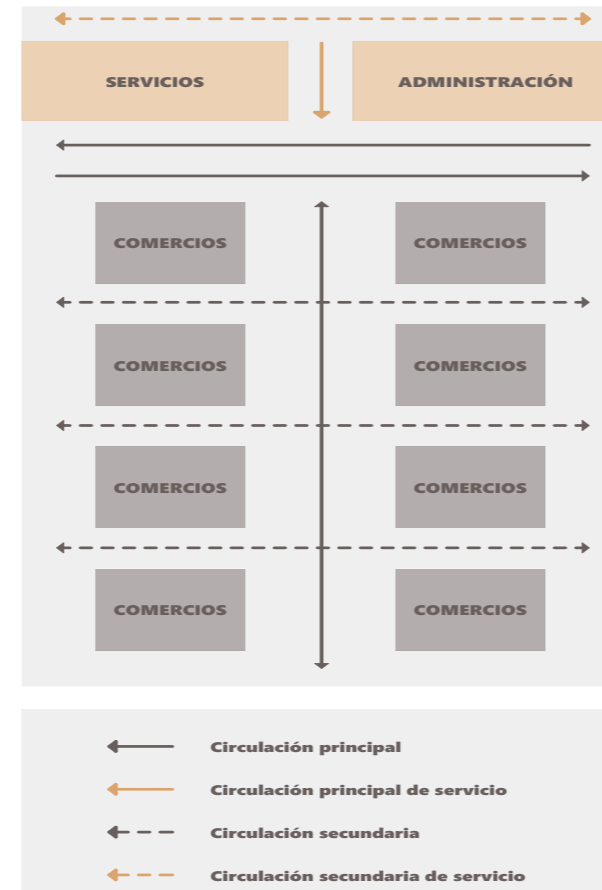 SERVICIOS ADMINISTRACIÓN
COMERCIOS COMERCIOS
COMERCIOS COMERCIOS
COMERCIOS COMERCIOS
COMERCIOS COMERCIOS
Circulación principal
Circulación principal de servicio
Circulación secundaria
Circulación secundaria de servicio